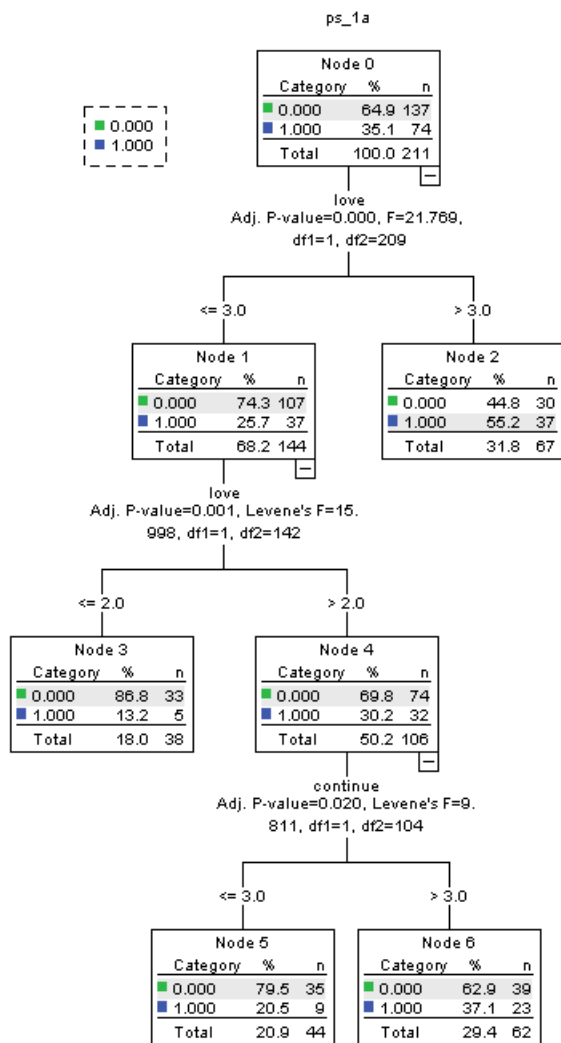 ps_1a
0.000
1.000
Node 0
Category % n
0.000 64.9 137
1.000 35.1 74
Total 100.0 211
love
Adj. P-value=0.000, F=21.769,
df1=1, df2=209
<= 3.0
> 3.0
Node 1
Category % n
0.000 74.3 107
1.000 25.7 37
Total 68.2 144
Node 2
Category % n
0.000 44.8 30
1.000 55.2 37
Total 31.8 67
love
Adj. P-value=0.001, Levene's F=15.
998, df1=1, df2=142
<= 2.0
> 2.0
Node 3
Category % n
0.000 86.8 33
1.000 13.2 5
Total 18.0 38
Node 4
Category % n
0.000 69.8 74
1.000 30.2 32
Total 50.2 106
continue
Adj. P-value=0.020, Levene's F=9.
811, df1=1, df2=104
<= 3.0
> 3.0
Node 5
Category % n
0.000 79.5 35
1.000 20.5 9
Total 20.9 44
Node 6
Category % n
0.000 62.9 39
1.000 37.1 23
Total 29.4 62